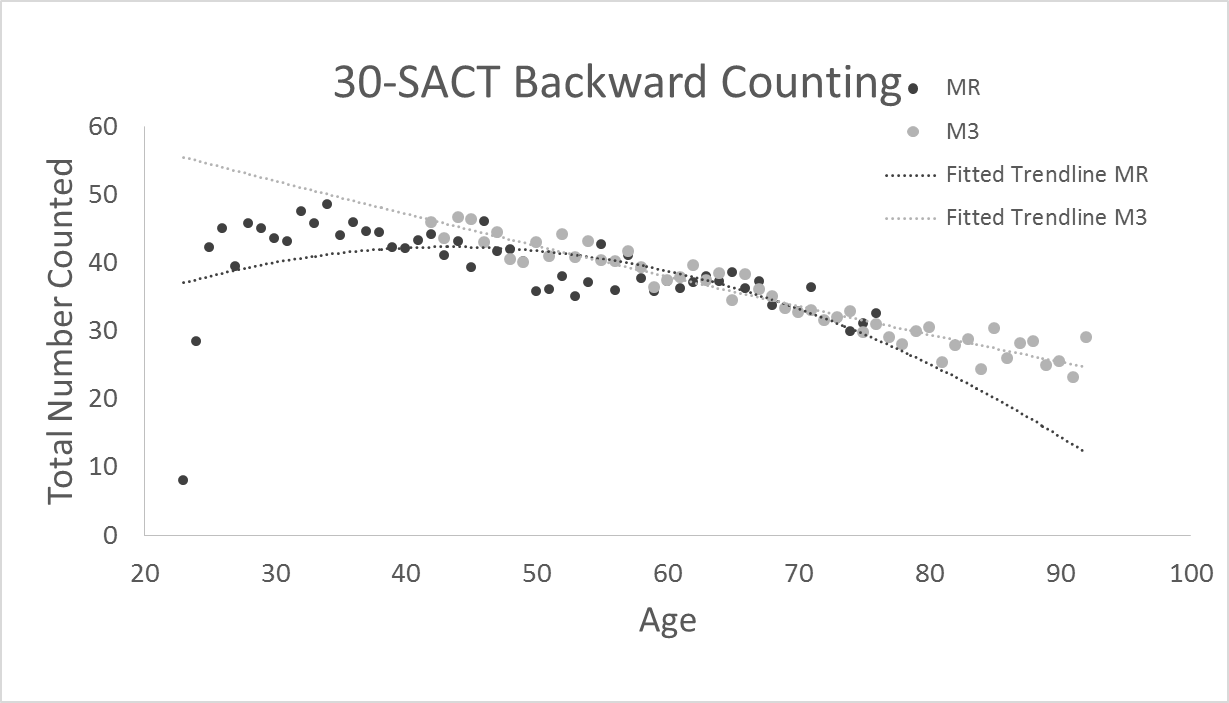 30-SACT Backward Counting
MR
M3
Fitted Trendline MR
Fitted Trendline M3
Total Number Counted
60
50
40
30
20
10
0
20 30 40 50 60 70 80 90 100
Age